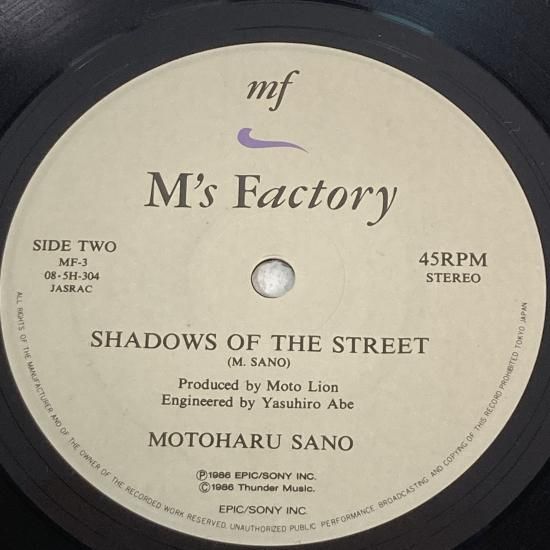 mf
M's Factory
SIDE TWO
MF-3
08·5H-304
JASRAC
45RPM
STEREO
SHADOWS OF THE STREET
(M. SANO)
Produced by Moto Lion
Engineered by Yasuhiro Abe
MOTOHARU SANO
Ⓟ1986 EPIC/SONY INC.
Ⓒ1986 Thunder Music.
EPIC/SONY INC.
ALL RIGHTS OF THE MANUFACTURER AND OF THE OWNER OF THE RECORDED WORK RESERVED. UNAUTHORIZED PUBLIC PERFORMANCE. BROADCASTING AND COPYING OF THIS RECORD PROHIBITED TOKYO JAPAN